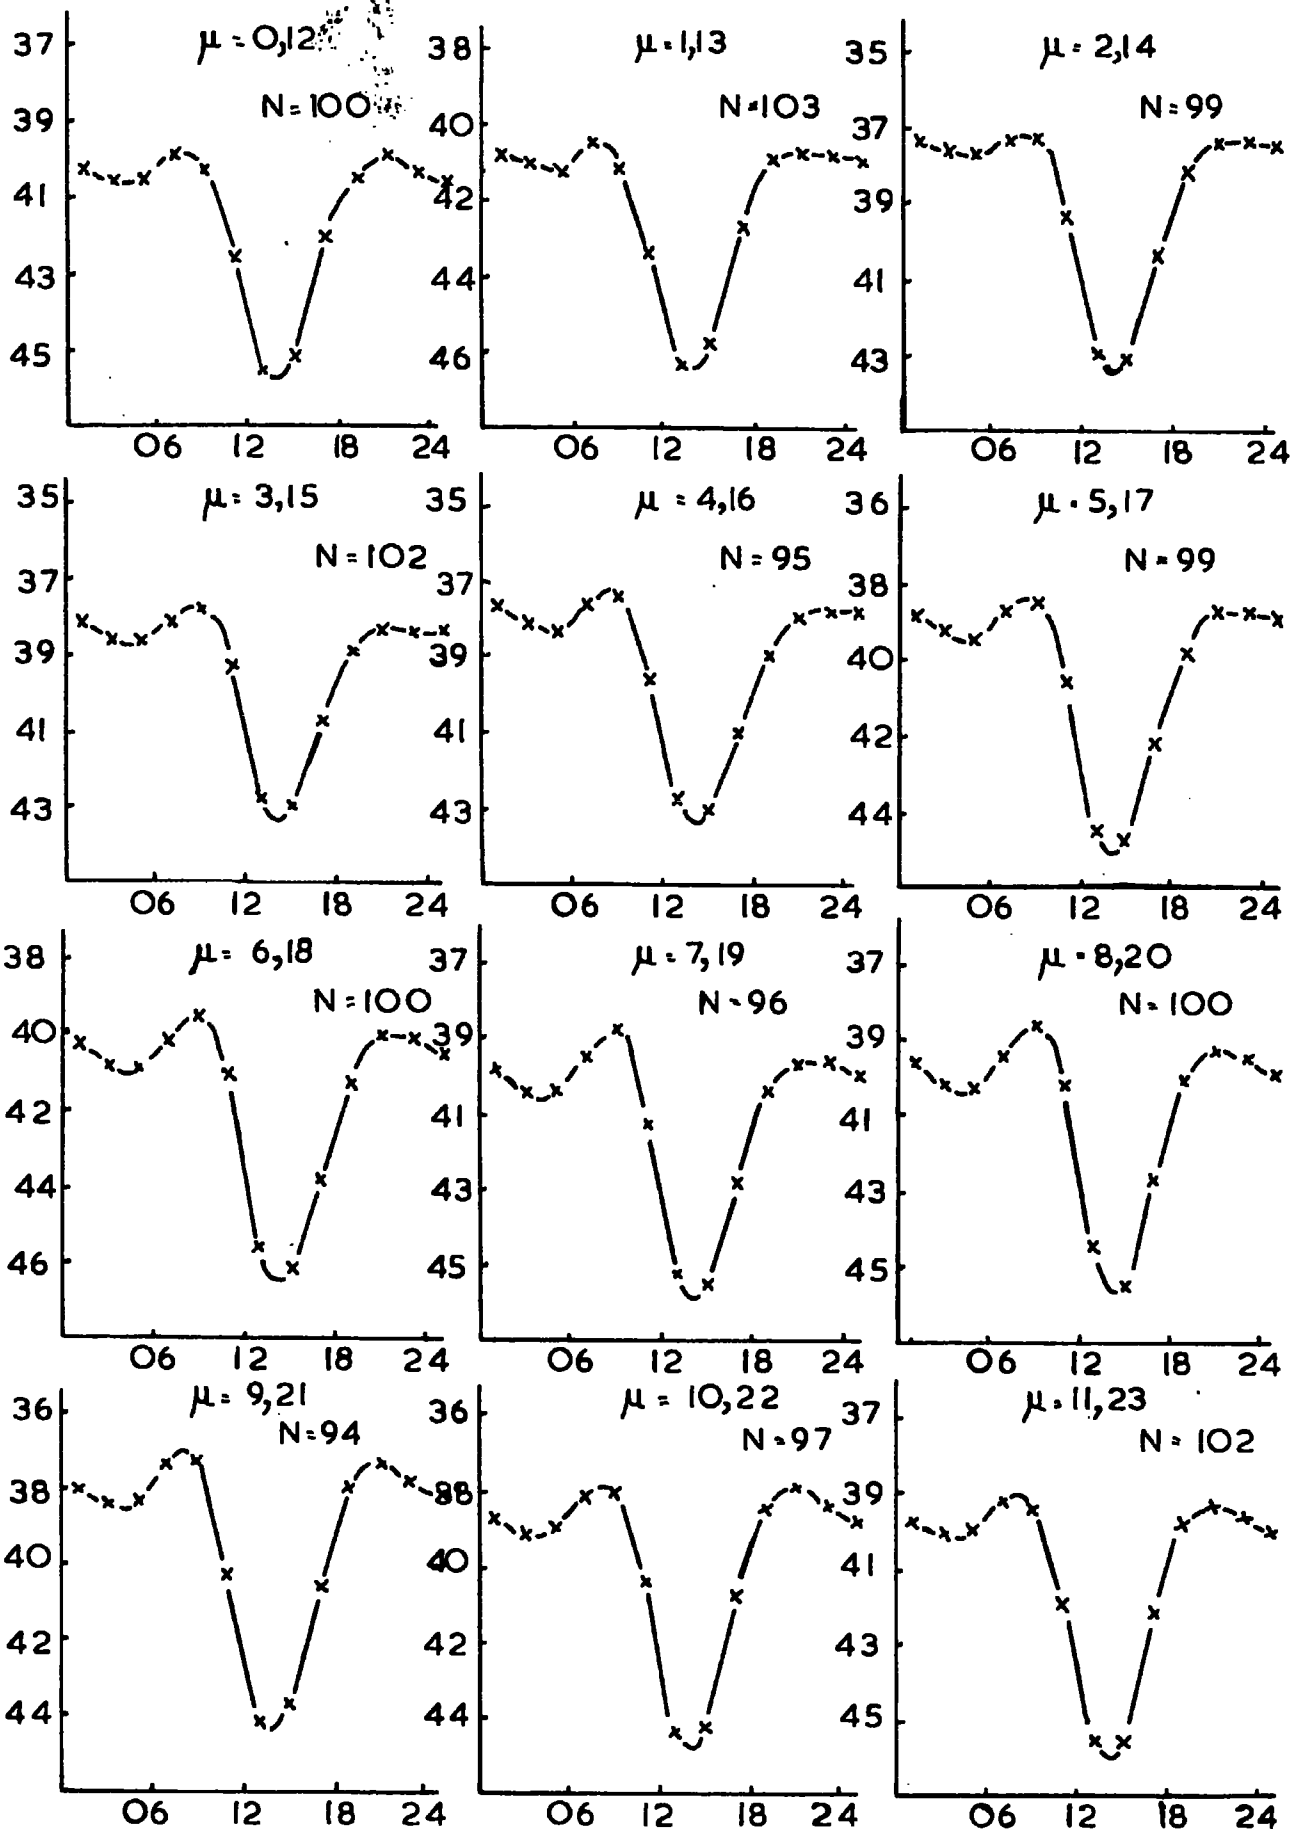 μ = 0,12
N = 100
37
39
41
43
45
06 12 18 24
μ = 1,13
N = 103
38
40
42
44
46
06 12 18 24
μ = 2,14
N = 99
35
37
39
41
43
06 12 18 24
μ = 3,15
N = 102
35
37
39
41
43
06 12 18 24
μ = 4,16
N = 95
35
37
39
41
43
06 12 18 24
μ = 5,17
N = 99
36
38
40
42
44
06 12 18 24
μ = 6,18
N = 100
38
40
42
44
46
06 12 18 24
μ = 7,19
N = 96
37
39
41
43
45
06 12 18 24
μ = 8,20
N = 100
37
39
41
43
45
06 12 18 24
μ = 9,21
N = 94
36
38
40
42
44
06 12 18 24
μ = 10,22
N = 97
36
38
40
42
44
06 12 18 24
μ = 11,23
N = 102
37
39
41
43
45
06 12 18 24